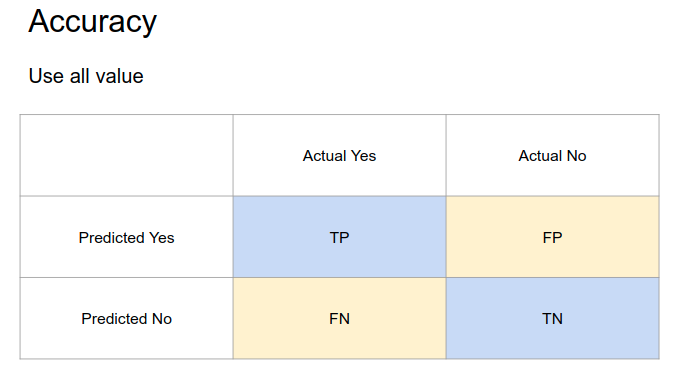 Accuracy
Use all value
Actual Yes
Actual No
Predicted Yes
TP
FP
Predicted No
FN
TN